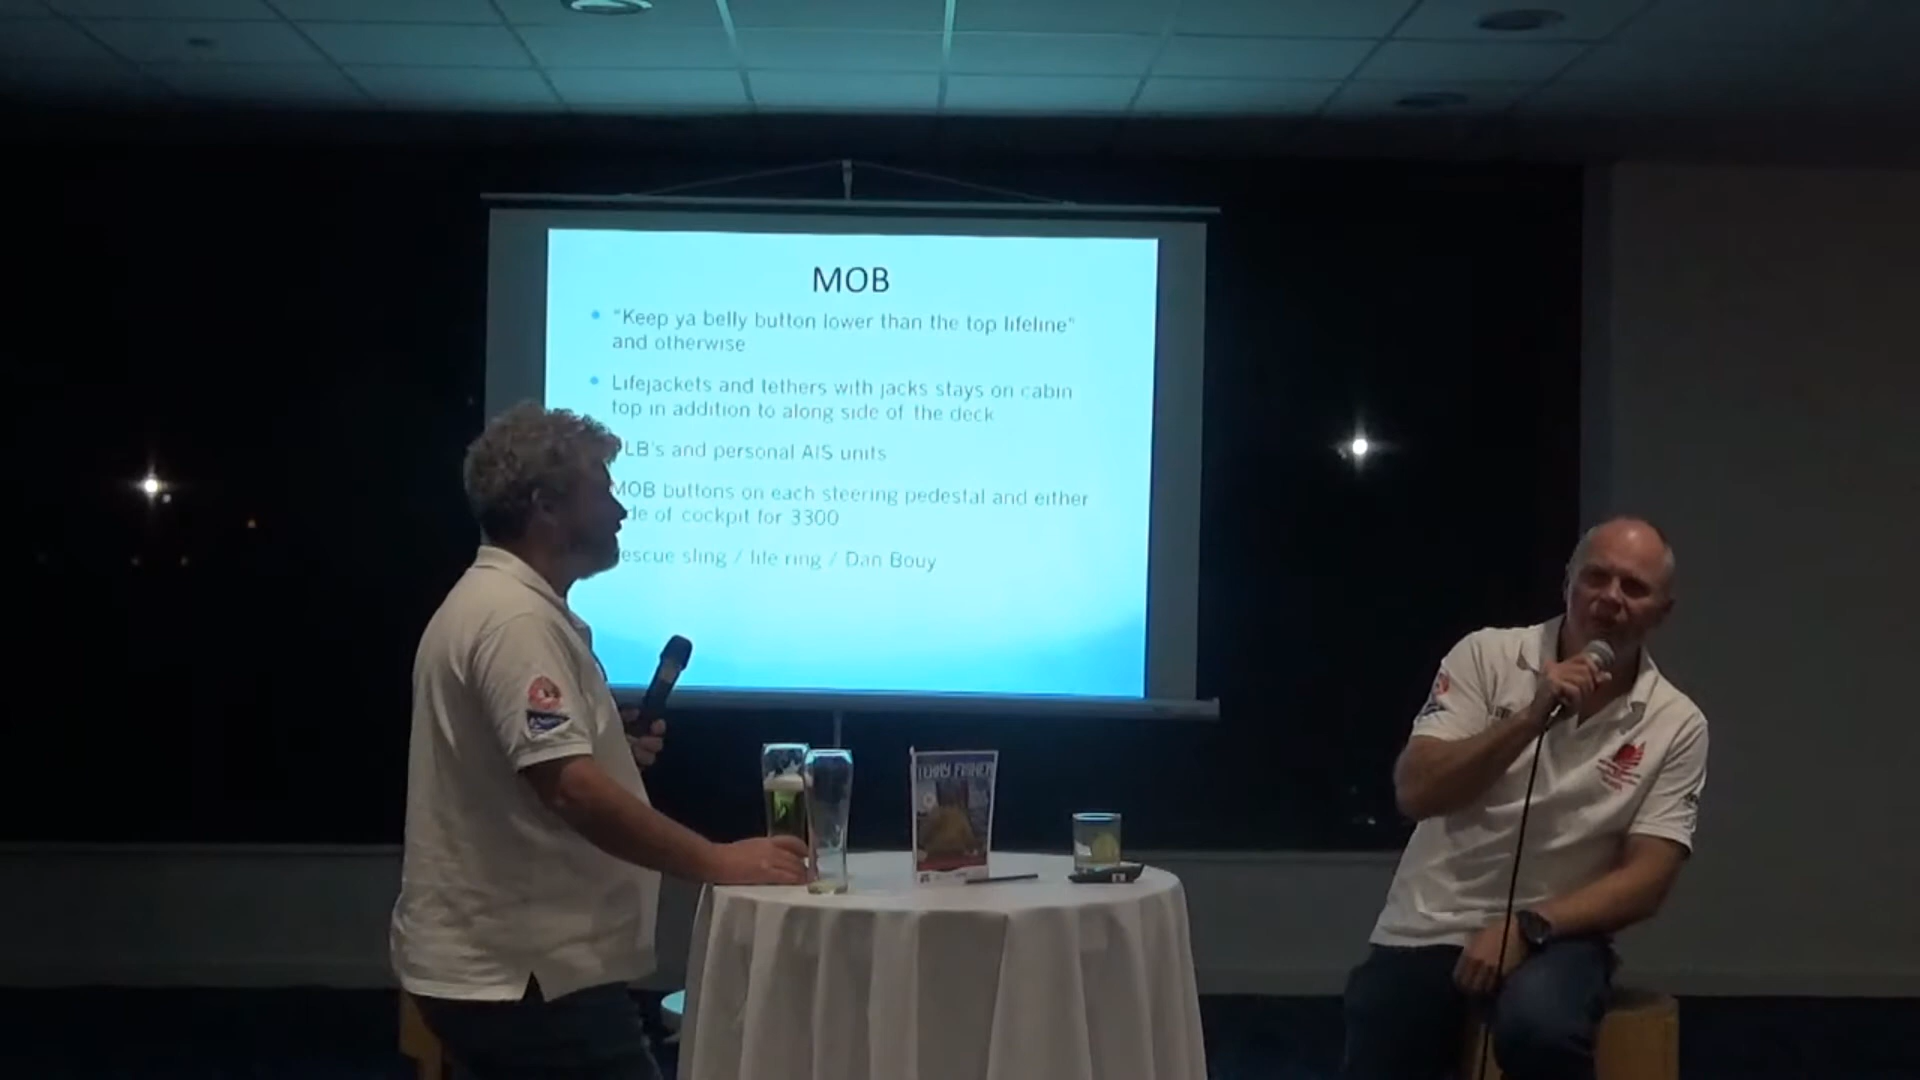 MOB
"Keep ya belly button lower than the top lifeline"
and otherwise
Lifejackets and tethers with jacks stays on cabin
top in addition to along side of the deck
LB's and personal AIS units
MOB buttons on each steering pedestal and either
de of cockpit for 3300
escue sling / life ring / Dan Bouy